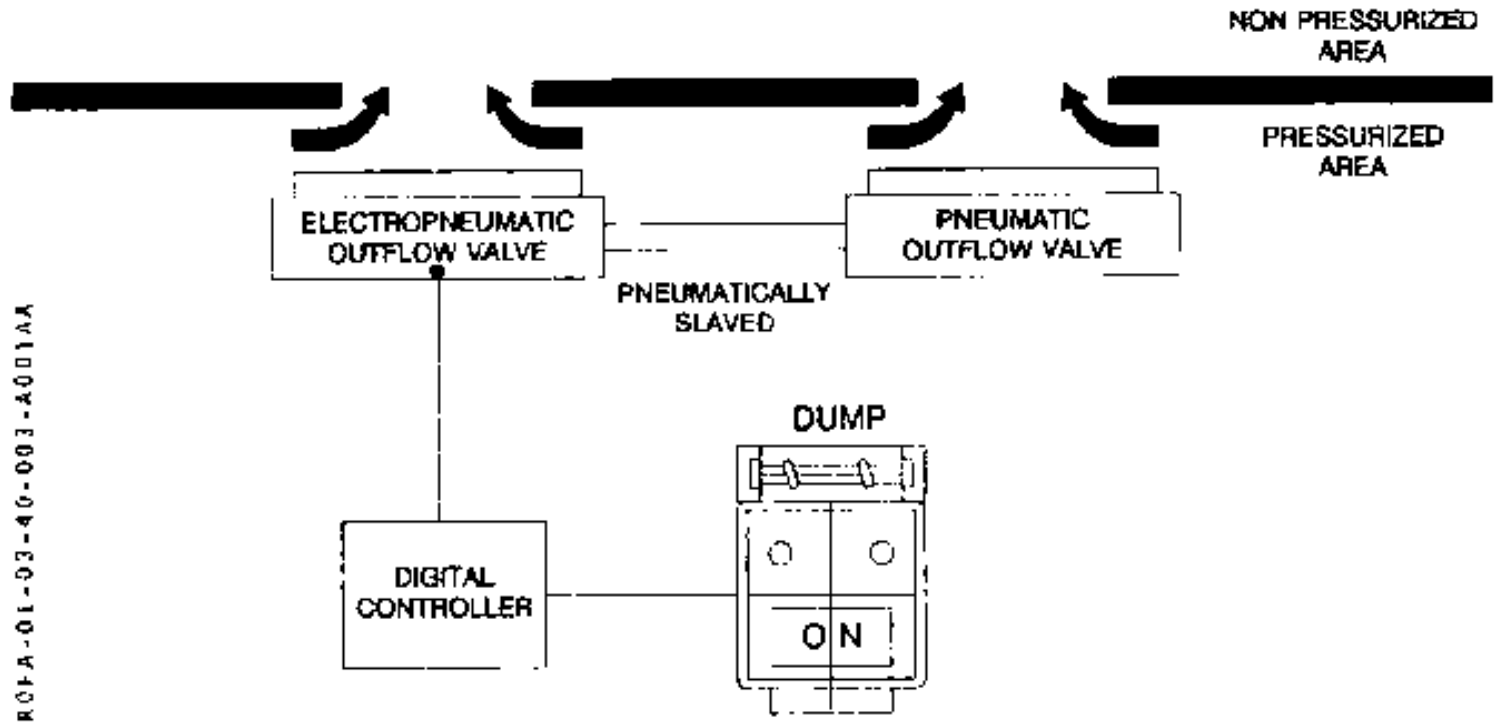 NON PRESSURIZED
AREA
PRESSURIZED
AREA
ELECTROPNEUMATIC
OUTFLOW VALVE
PNEUMATIC
OUTFLOW VALVE
PNEUMATICALLY
SLAVED
DUMP
DIGITAL
CONTROLLER
ON